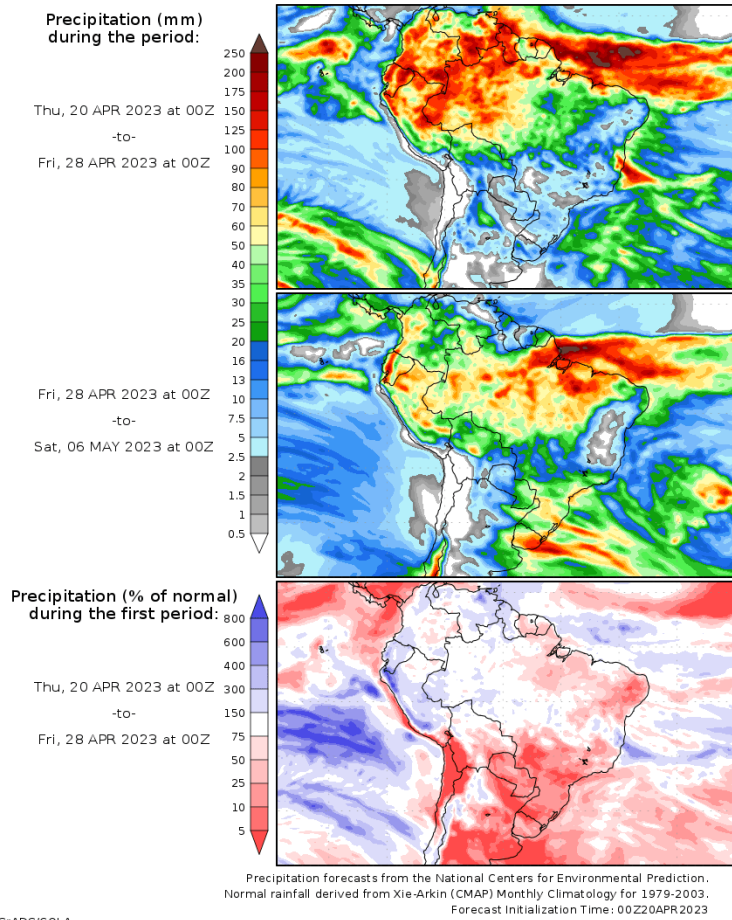 Precipitation (mm)
during the period:
Thu, 20 APR 2023 at 00Z
-to-
Fri, 28 APR 2023 at 00Z
250
200
175
150
125
100
90
80
70
60
50
40
35
30
25
20
16
13
10
7.5
5
2.5
2
1.5
1
0.5
Fri, 28 APR 2023 at 00Z
-to-
Sat, 06 MAY 2023 at 00Z
Precipitation (% of normal)
during the first period:
Thu, 20 APR 2023 at 00Z
-to-
Fri, 28 APR 2023 at 00Z
800
600
400
300
150
75
50
25
10
5
Precipitation forecasts from the National Centers for Environmental Prediction.
Normal rainfall derived from Xie-Arkin (CMAP) Monthly Climatology for 1979-2003.
Forecast Initialization Time: 00Z20APR2023